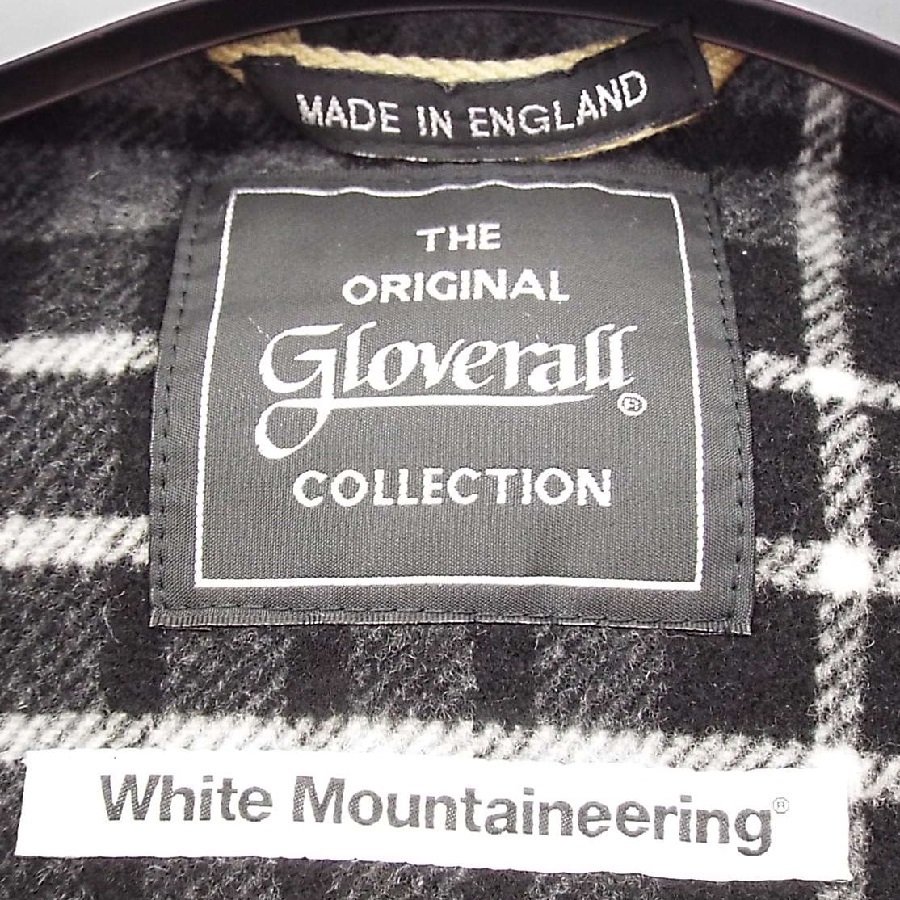 MADE IN ENGLAND
THE
ORIGINAL
Gloverall®
COLLECTION
White Mountaineering®